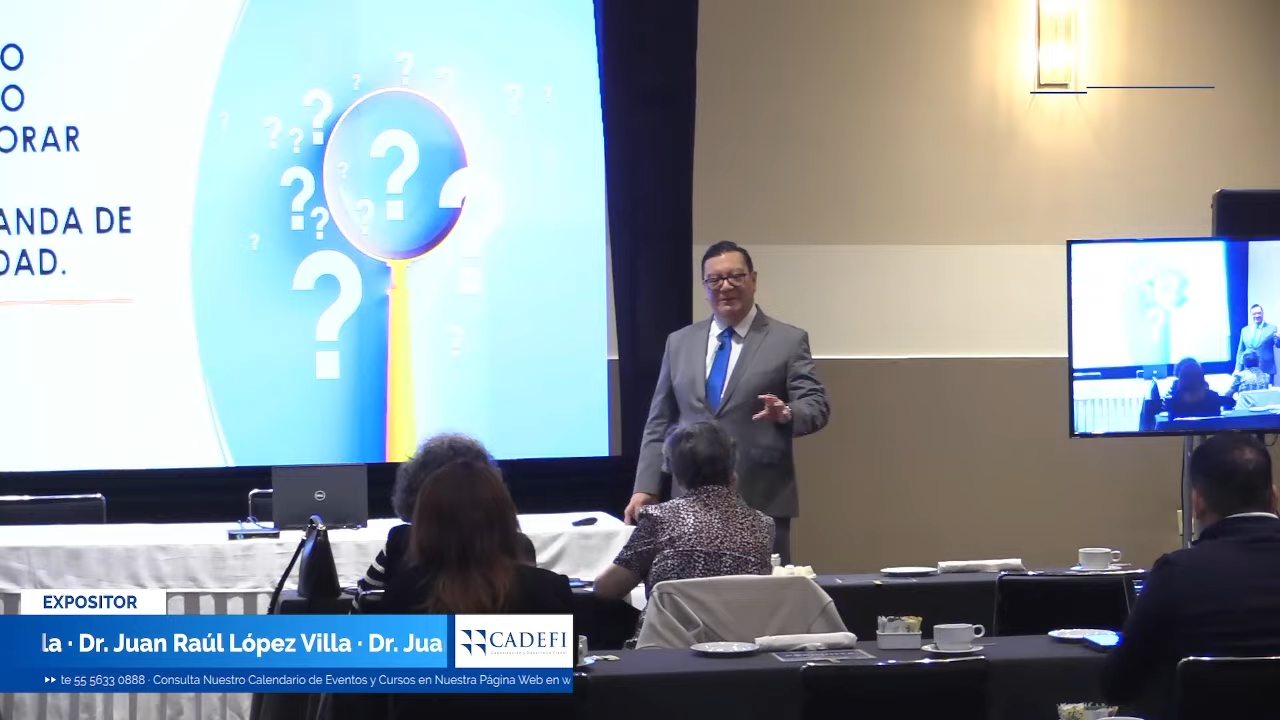 O
O
ORAR
ANDA DE
DAD.
EXPOSITOR
la · Dr. Juan Raúl López Villa · Dr. Jua
CADEFI
te 55 5633 0888 · Consulta Nuestro Calendario de Eventos y Cursos en Nuestra Página Web en w
DELL